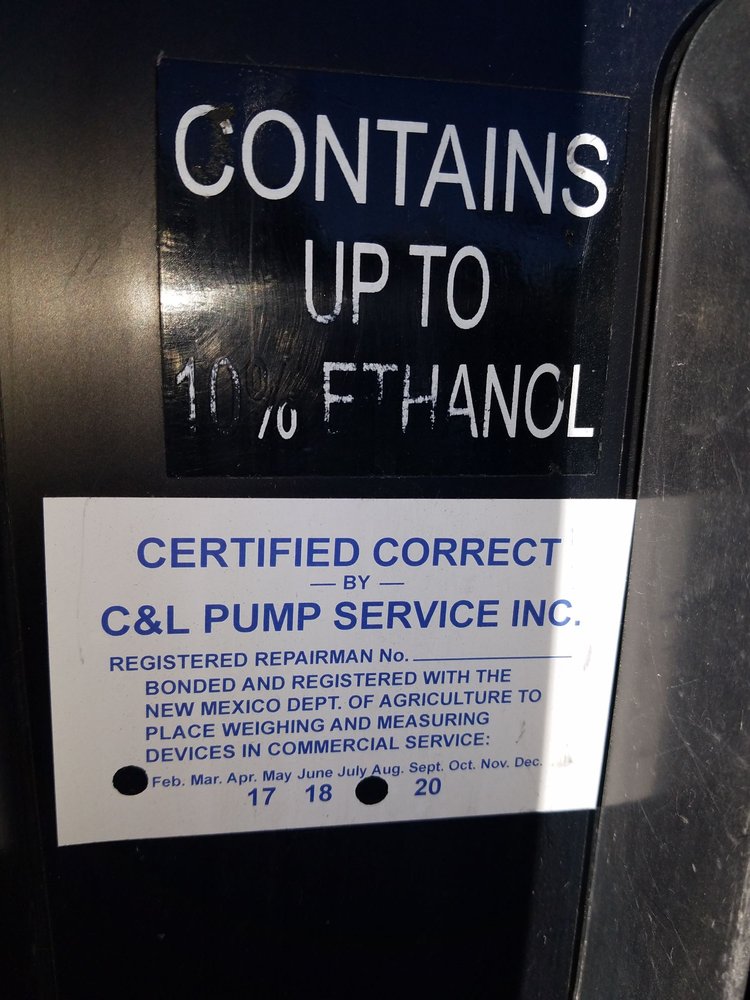 CONTAINS
UP TO
10% ETHANOL
CERTIFIED CORRECT
— BY —
C&L PUMP SERVICE INC.
REGISTERED REPAIRMAN No.
BONDED AND REGISTERED WITH THE
NEW MEXICO DEPT. OF AGRICULTURE TO
PLACE WEIGHING AND MEASURING
DEVICES IN COMMERCIAL SERVICE:
Feb. Mar. Apr. May June July Aug. Sept. Oct. Nov. Dec.
17 18 20